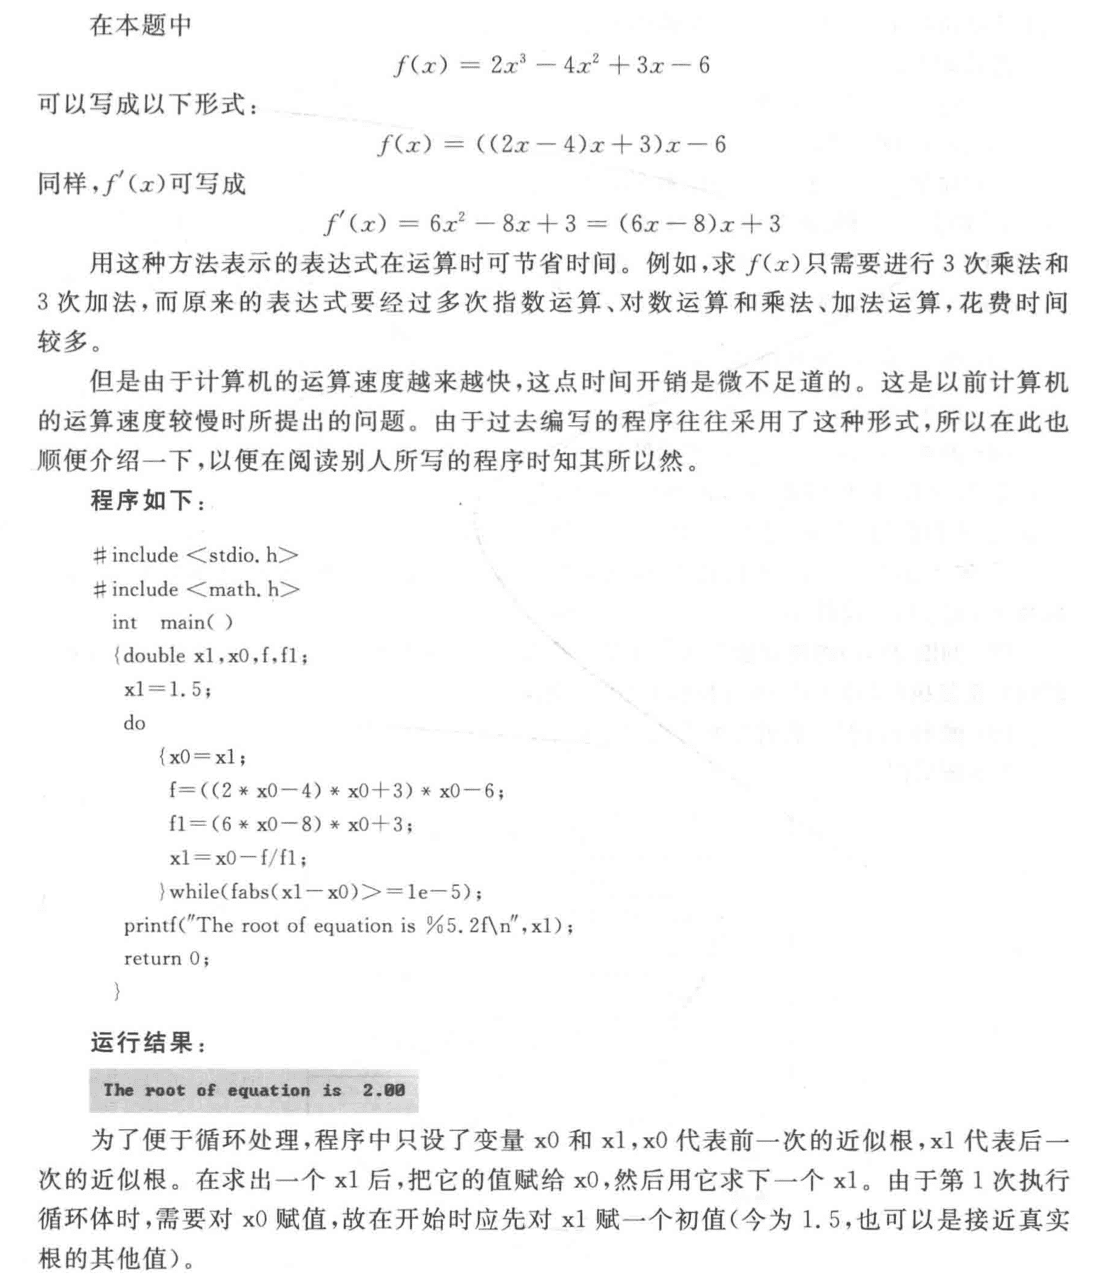 在本题中
f(x) = 2x³ − 4x² + 3x − 6
可以写成以下形式:
f(x) = ((2x − 4)x + 3)x − 6
同样,f′(x)可写成
f′(x) = 6x² − 8x + 3 = (6x − 8)x + 3
用这种方法表示的表达式在运算时可节省时间。例如,求 f(x)只需要进行 3 次乘法和
3 次加法,而原来的表达式要经过多次指数运算、对数运算和乘法、加法运算,花费时间
较多。
但是由于计算机的运算速度越来越快,这点时间开销是微不足道的。这是以前计算机
的运算速度较慢时所提出的问题。由于过去编写的程序往往采用了这种形式,所以在此也
顺便介绍一下,以便在阅读别人所写的程序时知其所以然。
程序如下:
#include <stdio.h>
#include <math.h>
int main( )
{double x1,x0,f,f1;
x1=1.5;
do
{x0=x1;
f=((2 * x0-4) * x0+3) * x0-6;
f1=(6 * x0-8) * x0+3;
x1=x0-f/f1;
}while(fabs(x1-x0)>=1e-5);
printf("The root of equation is %5.2f\n",x1);
return 0;
}
运行结果:
The root of equation is 2.00
为了便于循环处理,程序中只设了变量 x0 和 x1,x0 代表前一次的近似根,x1 代表后一
次的近似根。在求出一个 x1 后,把它的值赋给 x0,然后用它求下一个 x1。由于第 1 次执行
循环体时,需要对 x0 赋值,故在开始时应先对 x1 赋一个初值(今为 1.5,也可以是接近真实
根的其他值)。